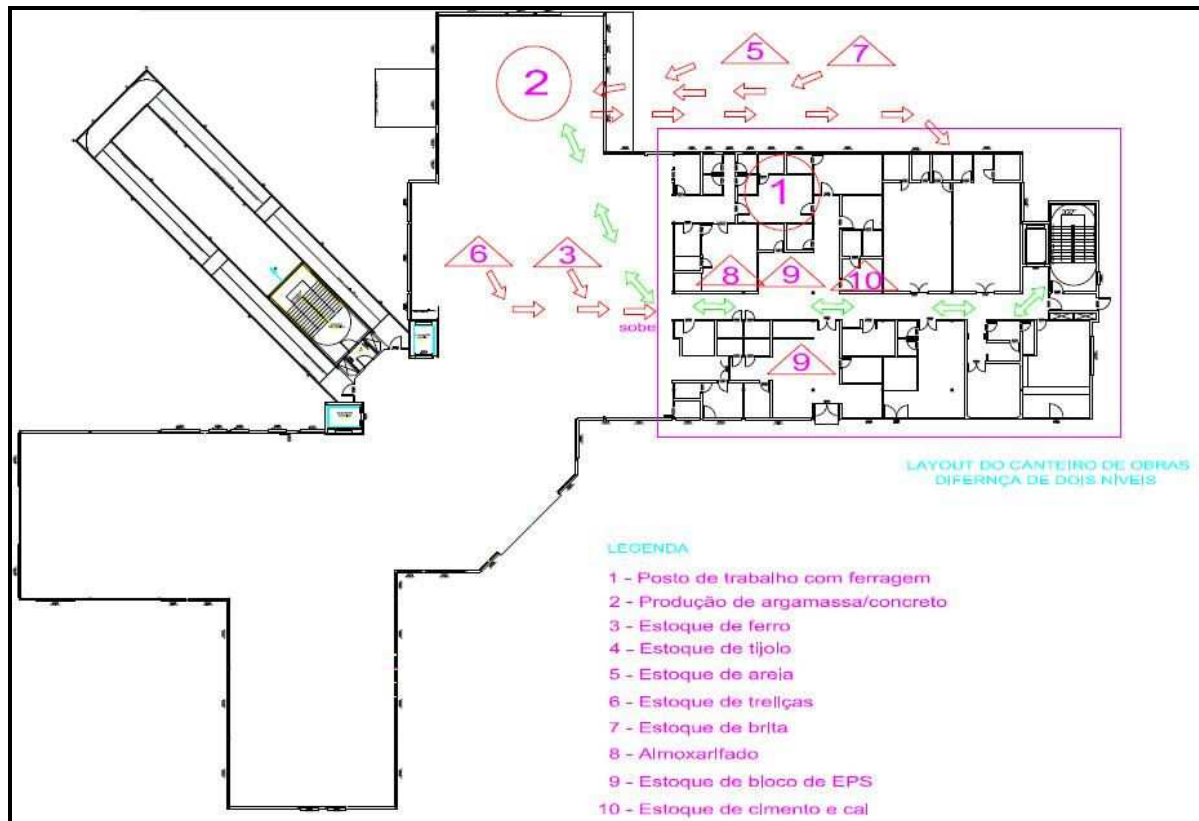 5
7
2
1
6
3
8
9
10
sobe
9
LAYOUT DO CANTEIRO DE OBRAS
DIFERNÇA DE DOIS NÍVEIS
LEGENDA
1 - Posto de trabalho com ferragem
2 - Produção de argamassa/concreto
3 - Estoque de ferro
4 - Estoque de tijolo
5 - Estoque de areia
6 - Estoque de treliças
7 - Estoque de brita
8 - Almoxarifado
9 - Estoque de bloco de EPS
10 - Estoque de cimento e cal